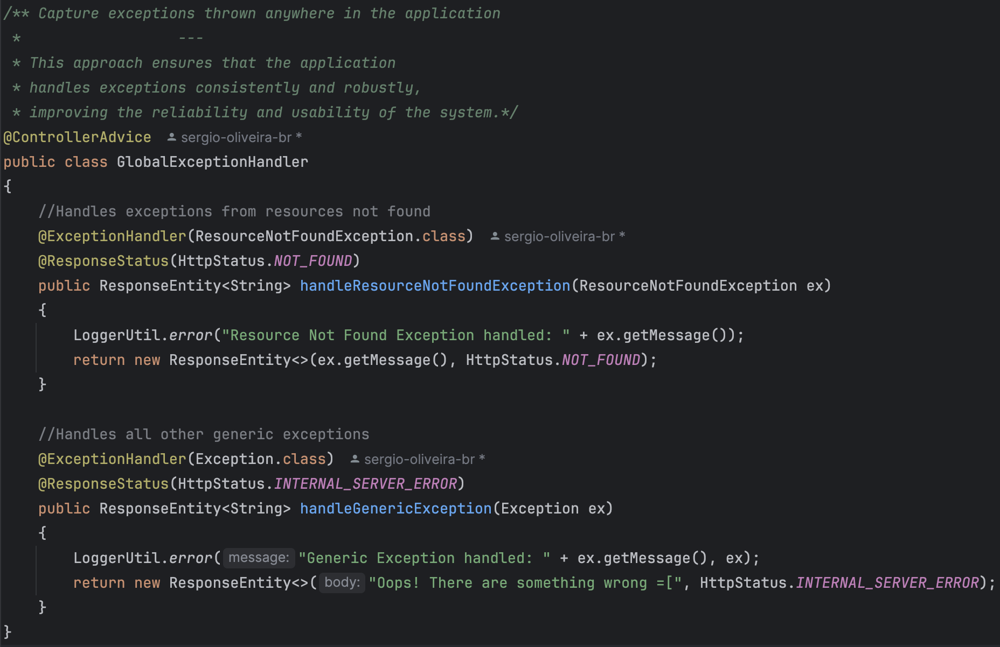 /** Capture exceptions thrown anywhere in the application
 *                  ---
 * This approach ensures that the application
 * handles exceptions consistently and robustly,
 * improving the reliability and usability of the system.*/
@ControllerAdvice  sergio-oliveira-br *
public class GlobalExceptionHandler
{
    //Handles exceptions from resources not found
    @ExceptionHandler(ResourceNotFoundException.class)  sergio-oliveira-br *
    @ResponseStatus(HttpStatus.NOT_FOUND)
    public ResponseEntity<String> handleResourceNotFoundException(ResourceNotFoundException ex)
    {
        LoggerUtil.error("Resource Not Found Exception handled: " + ex.getMessage());
        return new ResponseEntity<>(ex.getMessage(), HttpStatus.NOT_FOUND);
    }
    //Handles all other generic exceptions
    @ExceptionHandler(Exception.class)  sergio-oliveira-br *
    @ResponseStatus(HttpStatus.INTERNAL_SERVER_ERROR)
    public ResponseEntity<String> handleGenericException(Exception ex)
    {
        LoggerUtil.error( message: "Generic Exception handled: " + ex.getMessage(), ex);
        return new ResponseEntity<>( body: "Oops! There are something wrong =[", HttpStatus.INTERNAL_SERVER_ERROR);
    }
}